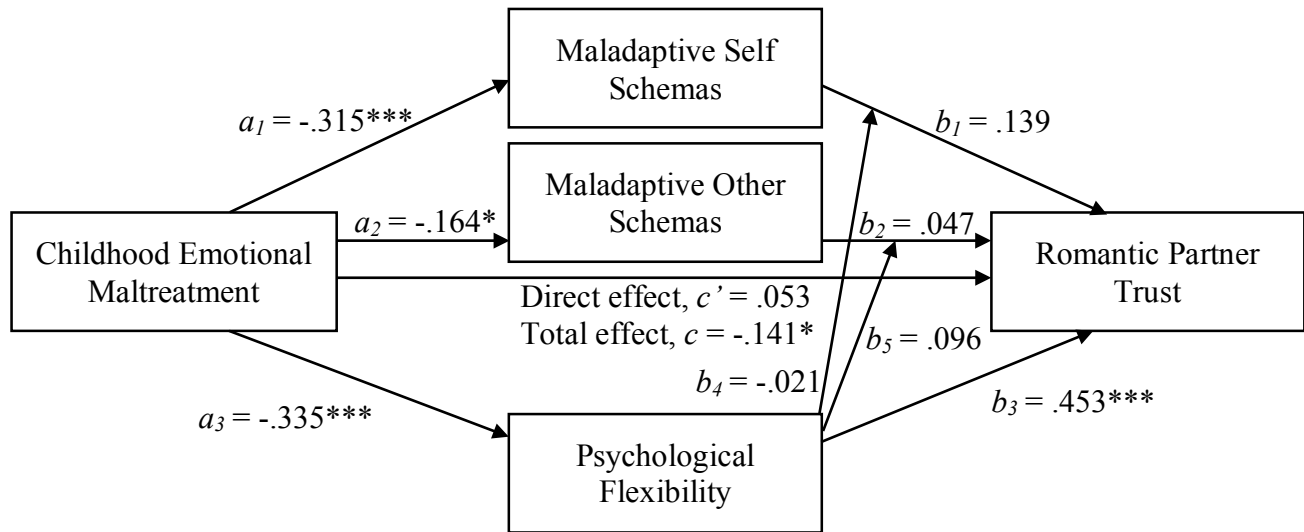 Maladaptive Self
Schemas
a1 = -.315***
b1 = .139
Maladaptive Other
Schemas
a2 = -.164*
b2 = .047
Childhood Emotional
Maltreatment
Romantic Partner
Trust
Direct effect, c’ = .053
Total effect, c = -.141*
b5 = .096
b4 = -.021
a3 = -.335***
b3 = .453***
Psychological
Flexibility